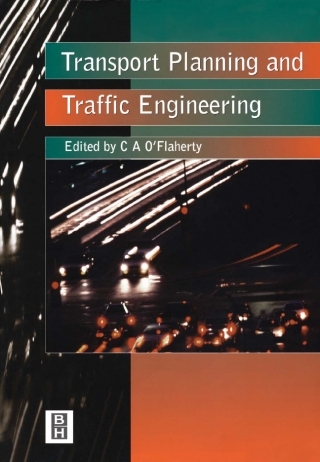 Transport Planning and
Traffic Engineering
Edited by C A O'Flaherty
B
H